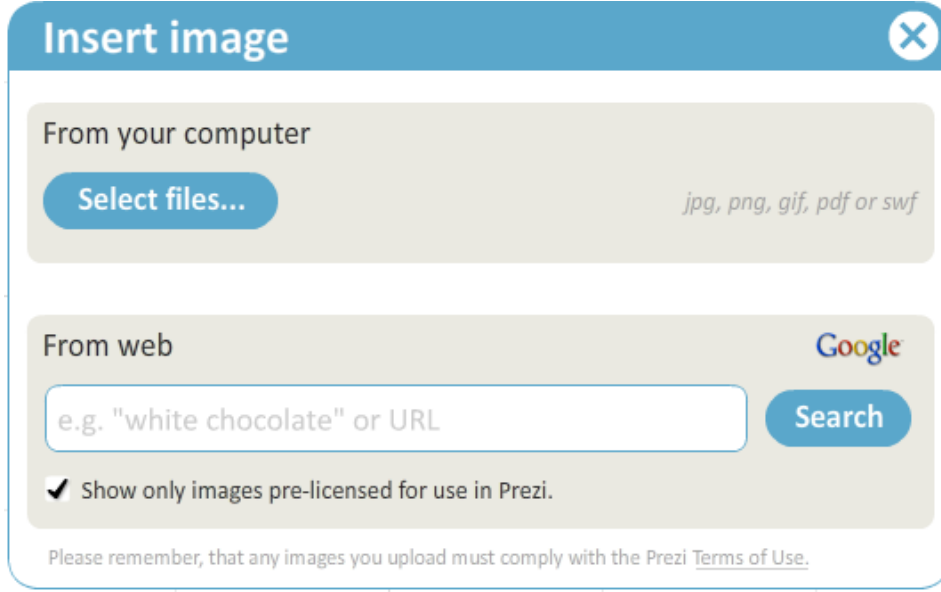 Insert image
From your computer
Select files...
jpg, png, gif, pdf or swf
From web
Google
e.g. "white chocolate" or URL
Search
Show only images pre-licensed for use in Prezi.
Please remember, that any images you upload must comply with the Prezi Terms of Use.